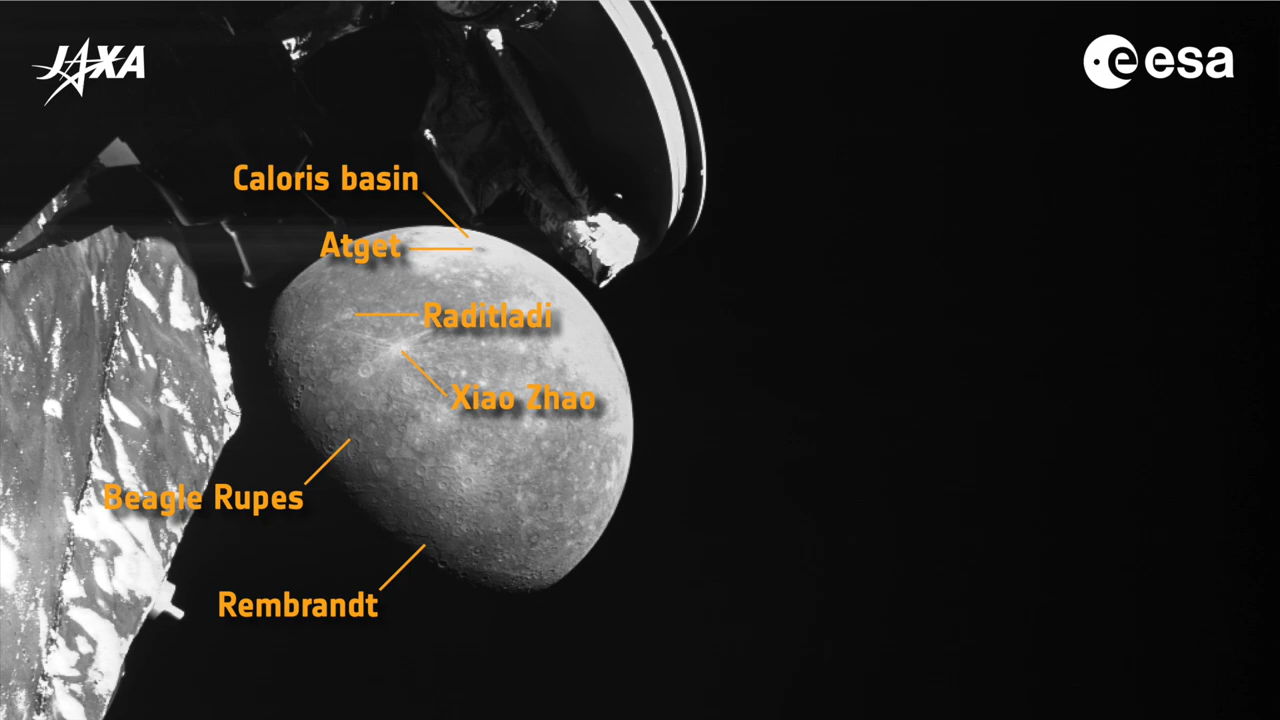 JAXA
esa
Caloris basin
Atget
Raditladi
Xiao Zhao
Beagle Rupes
Rembrandt